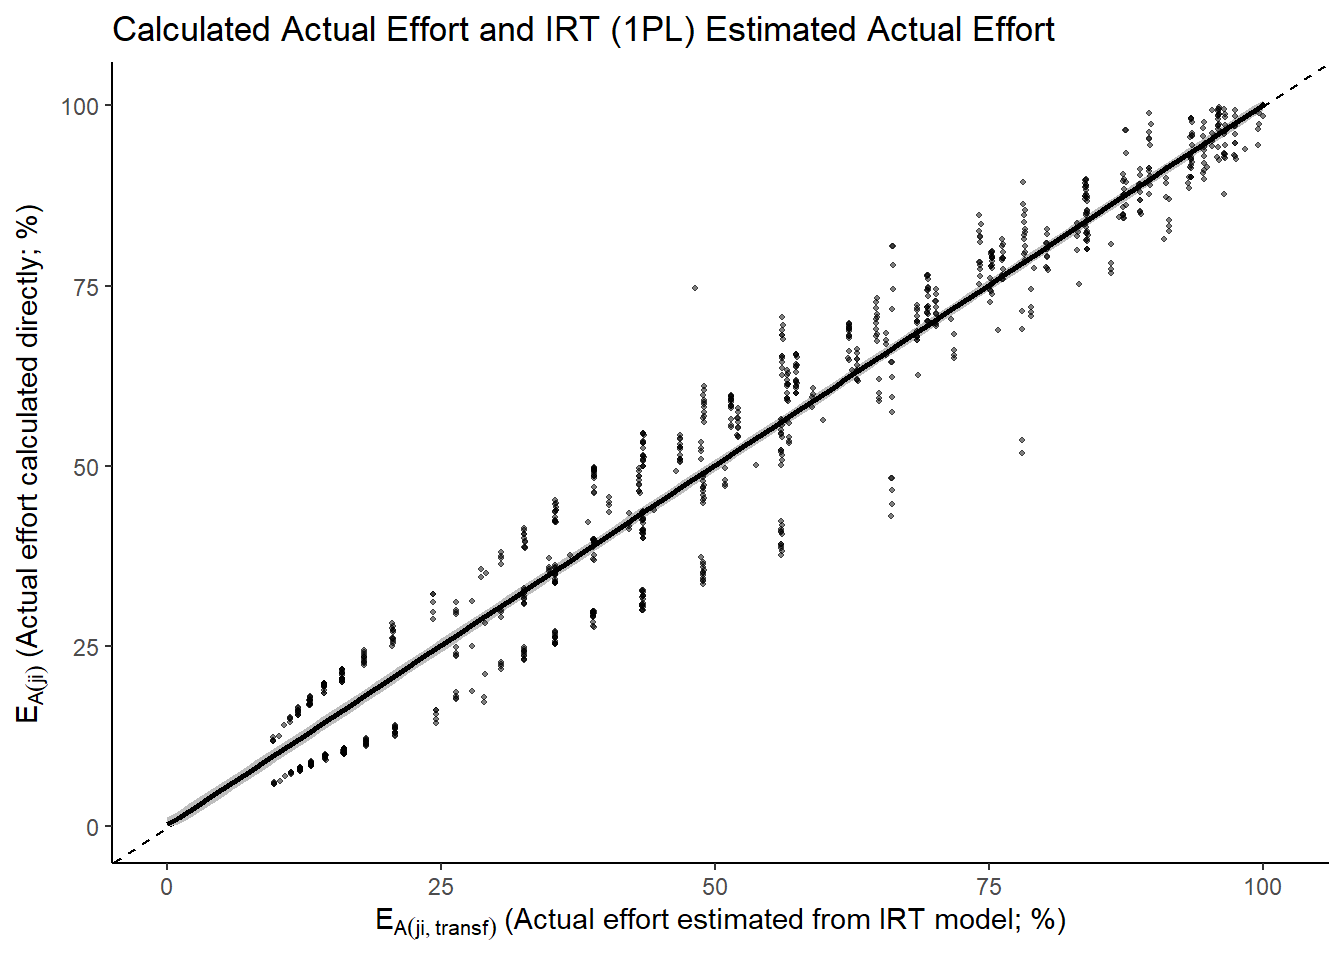 Calculated Actual Effort and IRT (1PL) Estimated Actual Effort
E_A(ji) (Actual effort calculated directly; %)
100
75
50
25
0
0 25 50 75 100
E_A(ji, transf) (Actual effort estimated from IRT model; %)